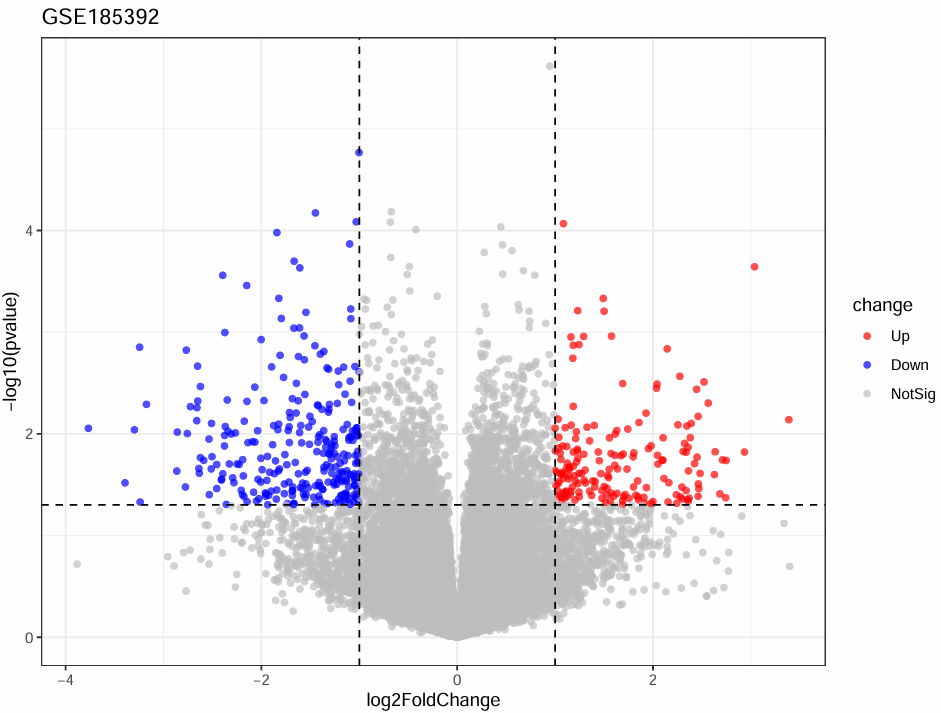 GSE185392
−log10(pvalue)
4
2
0
−4
−2
0
2
log2FoldChange
change
Up
Down
NotSig